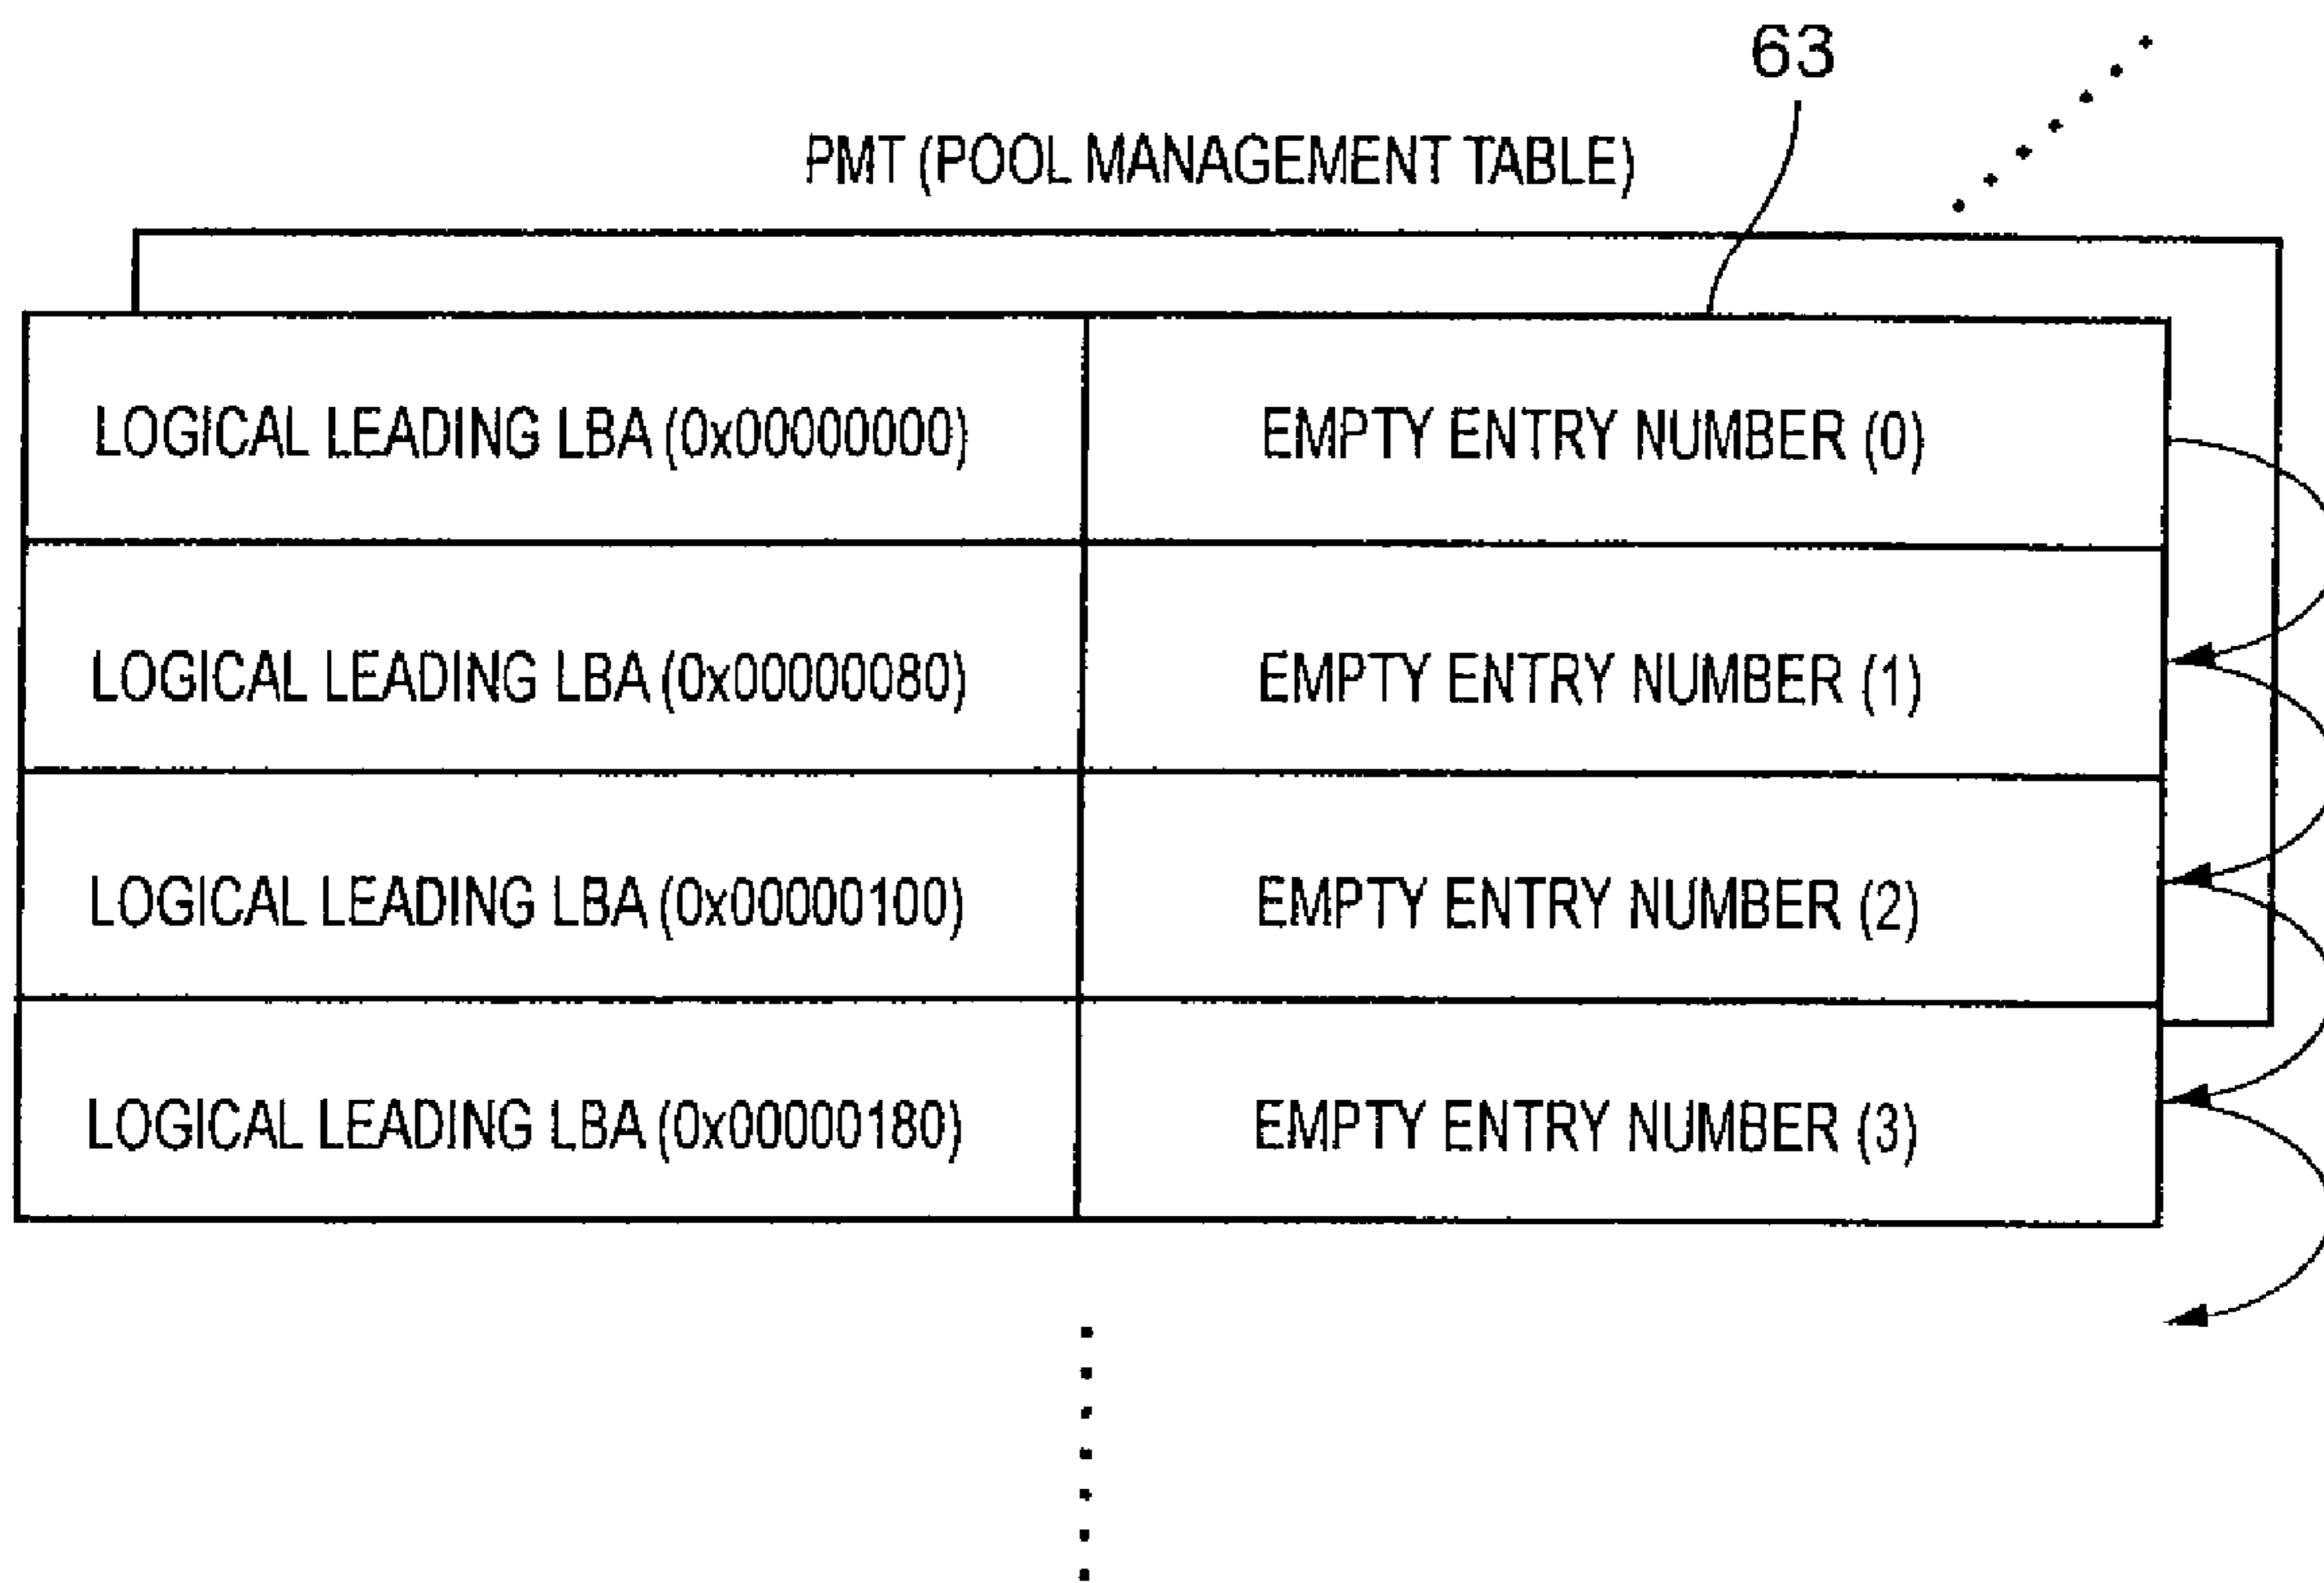 63
PMT (POOL MANAGEMENT TABLE)
LOGICAL LEADING LBA (0x00000000) EMPTY ENTRY NUMBER (0)
LOGICAL LEADING LBA (0x00000080) EMPTY ENTRY NUMBER (1)
LOGICAL LEADING LBA (0x00000100) EMPTY ENTRY NUMBER (2)
LOGICAL LEADING LBA (0x00000180) EMPTY ENTRY NUMBER (3)